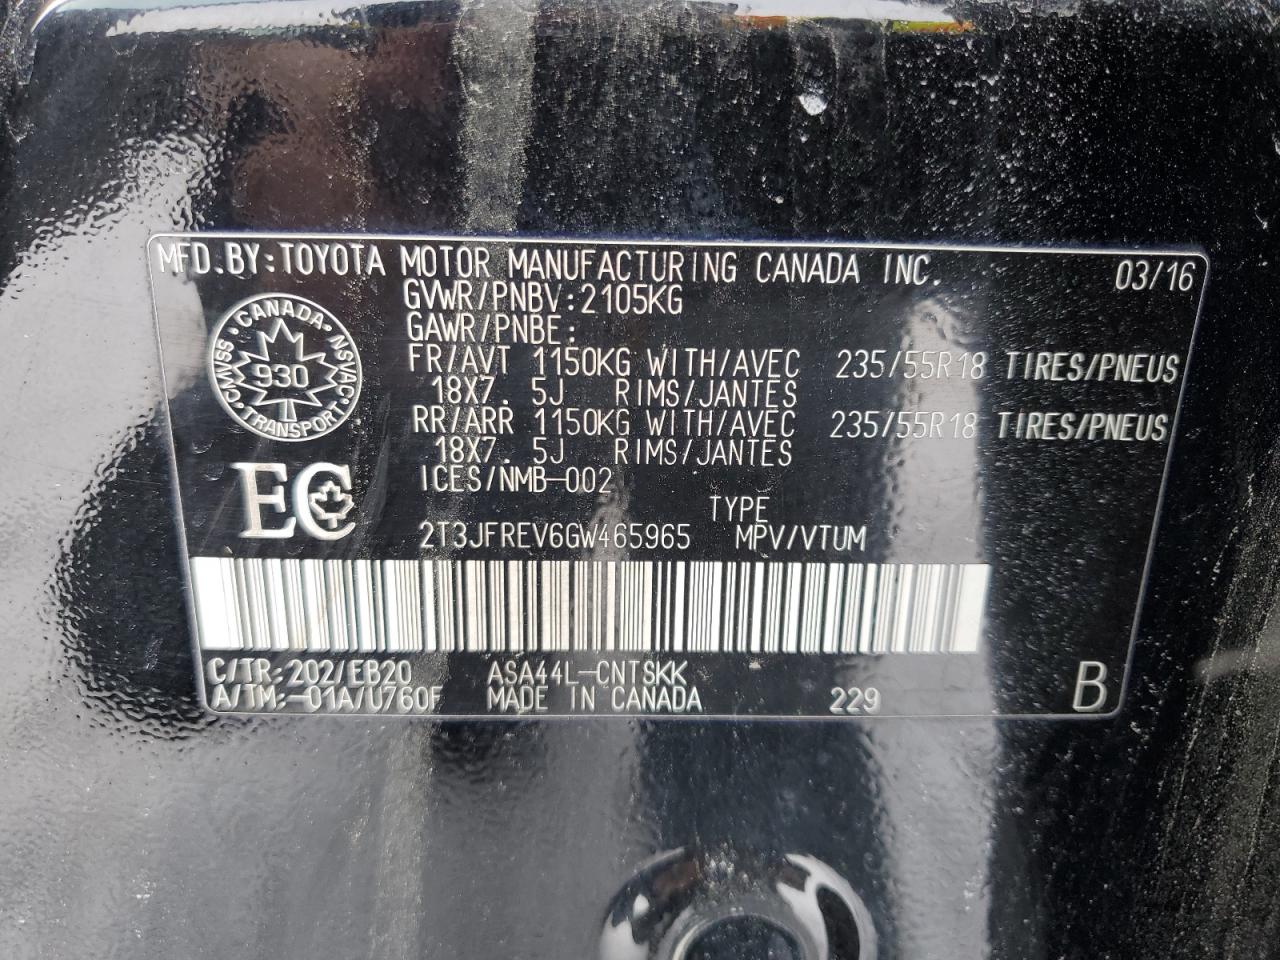 MFD.BY:TOYOTA MOTOR MANUFACTURING CANADA INC. 03/16
GVWR/PNBV:2105KG
GAWR/PNBE:
FR/AVT 1150KG WITH/AVEC 235/55R18 TIRES/PNEUS
18X7.5J RIMS/JANTES
RR/ARR 1150KG WITH/AVEC 235/55R18 TIRES/PNEUS
18X7.5J RIMS/JANTES
ICES/NMB-002
CANADA · NSVAC · TRANSPORT · CMVSS ·
930
EC
TYPE
2T3JFREV6GW465965 MPV/VTUM
C/TR:202/EB20 ASA44L-CNTSKK
A/TM:-01A/U760F MADE IN CANADA 229 B